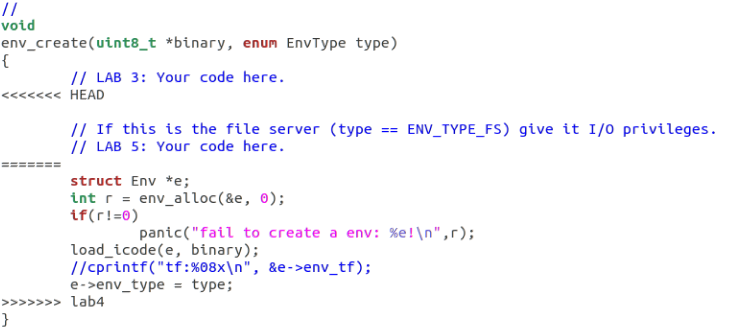 //
void
env_create(uint8_t *binary, enum EnvType type)
{
        // LAB 3: Your code here.
<<<<<<< HEAD

        // If this is the file server (type == ENV_TYPE_FS) give it I/O privileges.
        // LAB 5: Your code here.
=======
        struct Env *e;
        int r = env_alloc(&e, 0);
        if(r!=0)
                panic("fail to create a env: %e!\n",r);
        load_icode(e, binary);
        //cprintf("tf:%08x\n", &e->env_tf);
        e->env_type = type;
>>>>>>> lab4
}